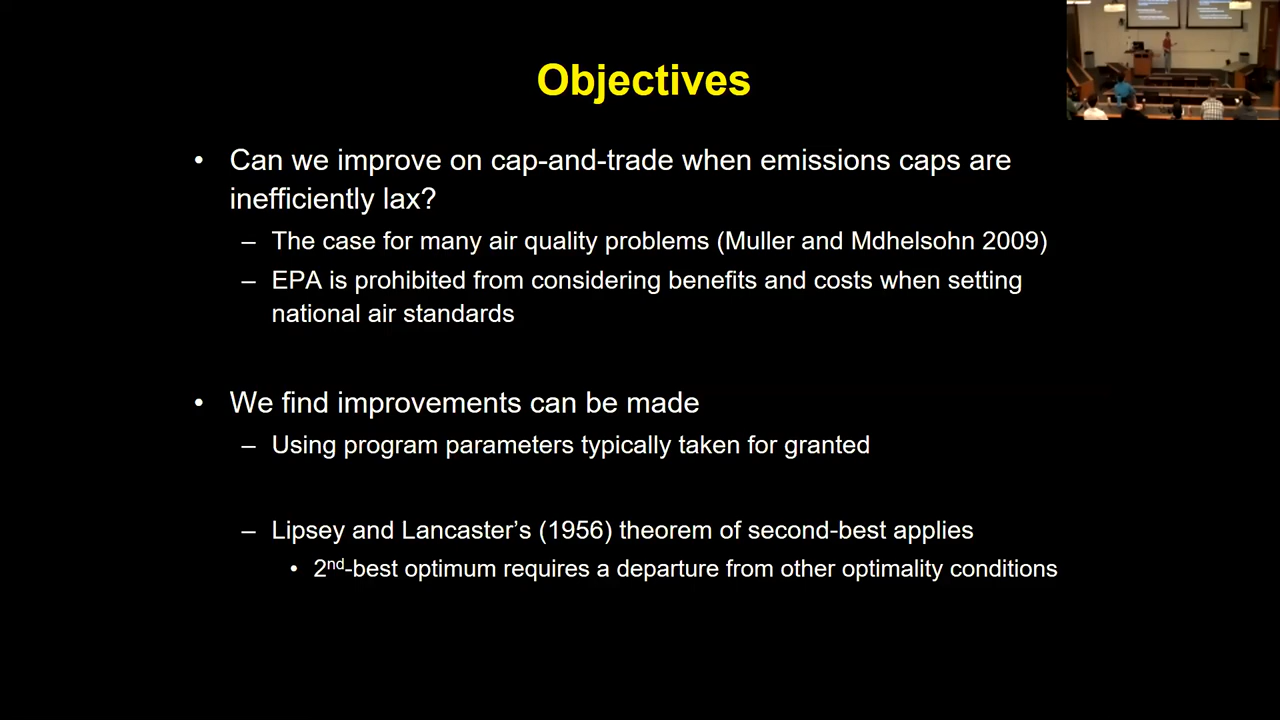 Objectives
• Can we improve on cap-and-trade when emissions caps are
inefficiently lax?
– The case for many air quality problems (Muller and Mdhelsohn 2009)
– EPA is prohibited from considering benefits and costs when setting
national air standards
• We find improvements can be made
– Using program parameters typically taken for granted
– Lipsey and Lancaster’s (1956) theorem of second-best applies
• 2nd-best optimum requires a departure from other optimality conditions